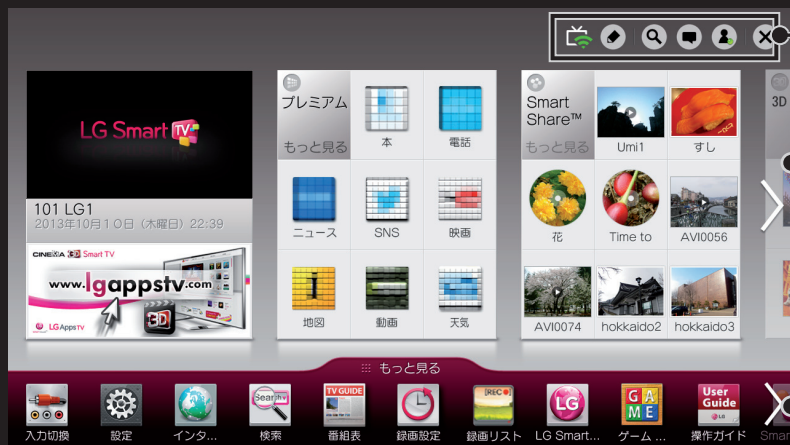 LG Smart TV
101 LG1
2013年10月10日（木曜日）22:39
CINEMA 3D Smart TV
www.lgappstv.com
3D
LG Apps TV
プレミアム
もっと見る
本
電話
ニュース
SNS
映画
地図
動画
天気
Smart
Share™
もっと見る
Umi1
すし
花
Time to
AVI0056
AVI0074
hokkaido2
hokkaido3
3D
もっと見る
入力切換
設定
インタ...
Search
検索
TV GUIDE
番組表
録画設定
REC
録画リスト
LG
LG Smart...
GAME
ゲーム ...
User
Guide
LG
操作ガイド
Smar